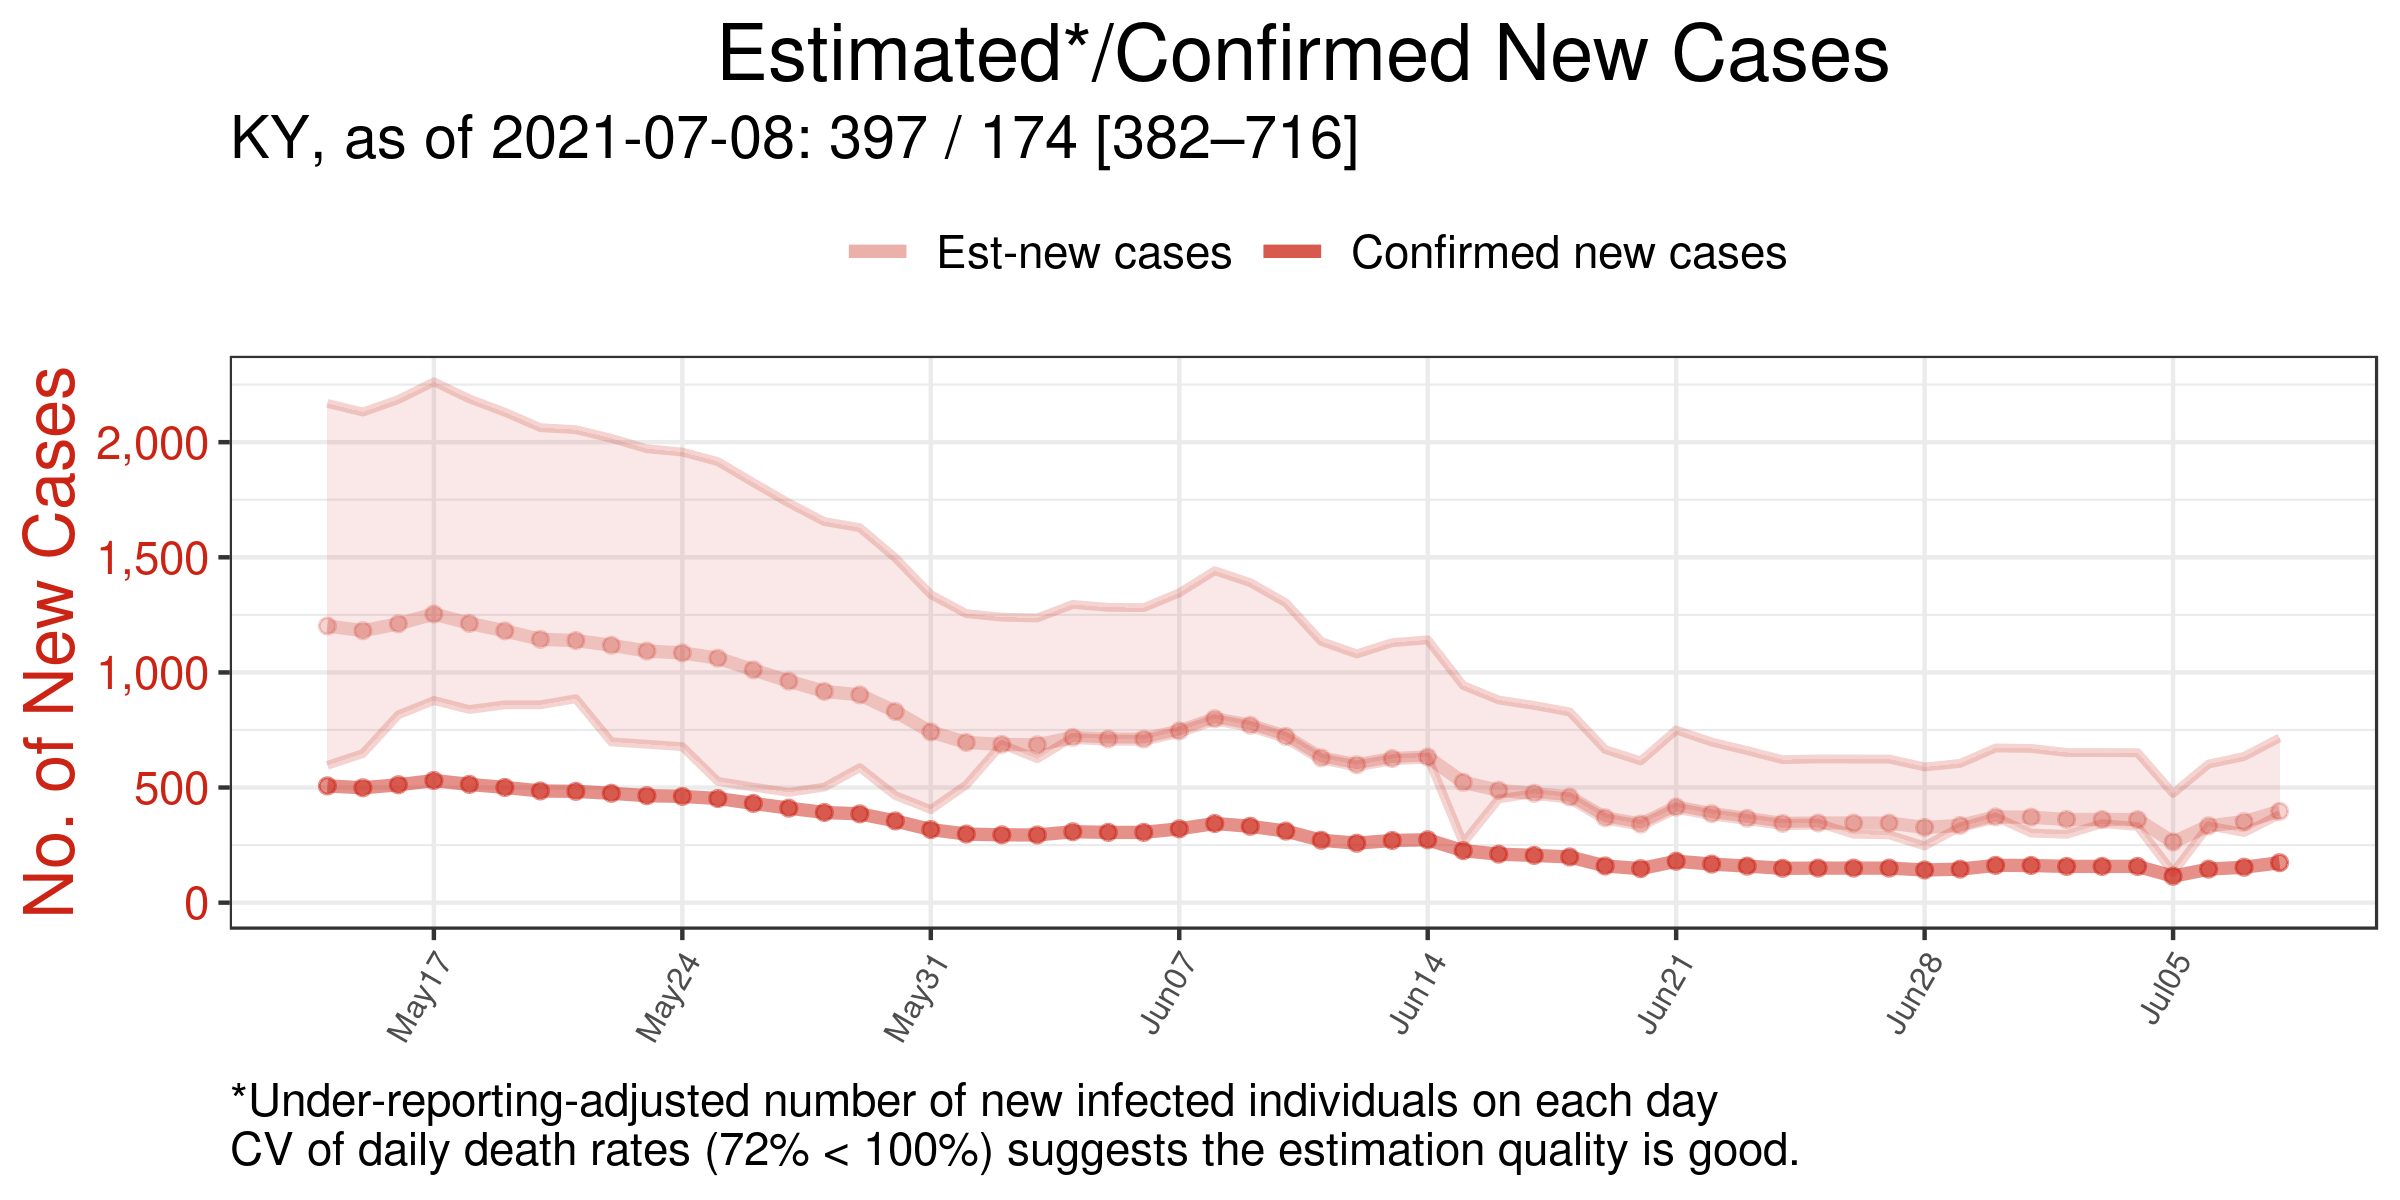 Estimated*/Confirmed New Cases
KY, as of 2021-07-08: 397 / 174 [382–716]
Est-new cases
Confirmed new cases
No. of New Cases
2,000
1,500
1,000
500
0
May17
May24
May31
Jun07
Jun14
Jun21
Jun28
Jul05
*Under-reporting-adjusted number of new infected individuals on each day
CV of daily death rates (72% < 100%) suggests the estimation quality is good.